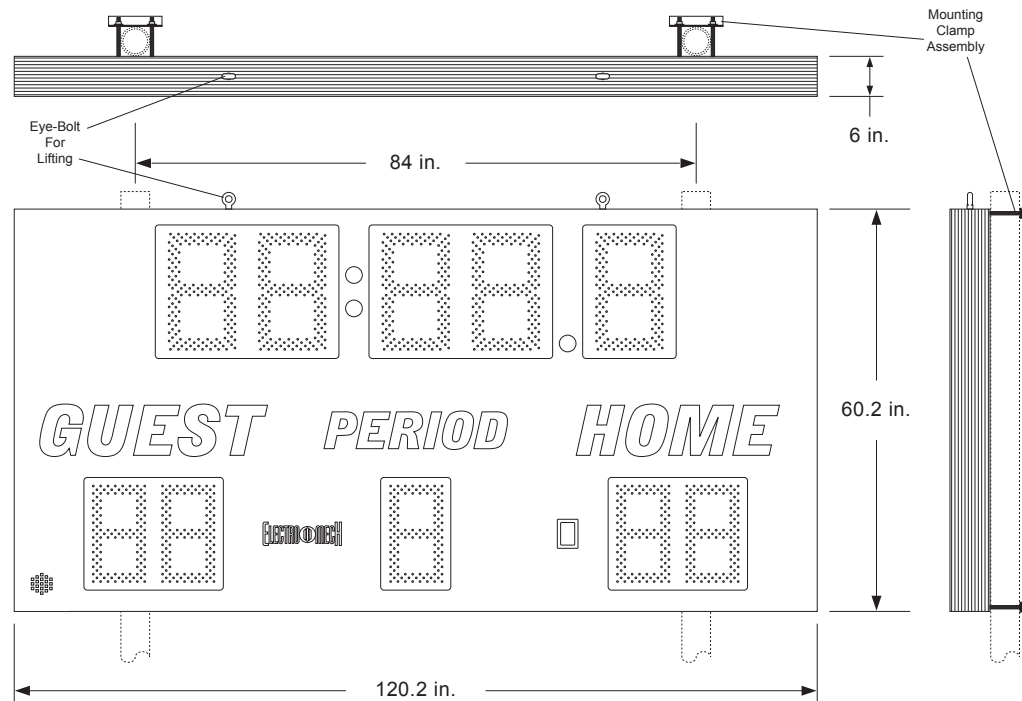 Mounting
Clamp
Assembly
6 in.
Eye-Bolt
For
Lifting
84 in.
GUEST PERIOD HOME
60.2 in.
ELECTRO MECH
120.2 in.